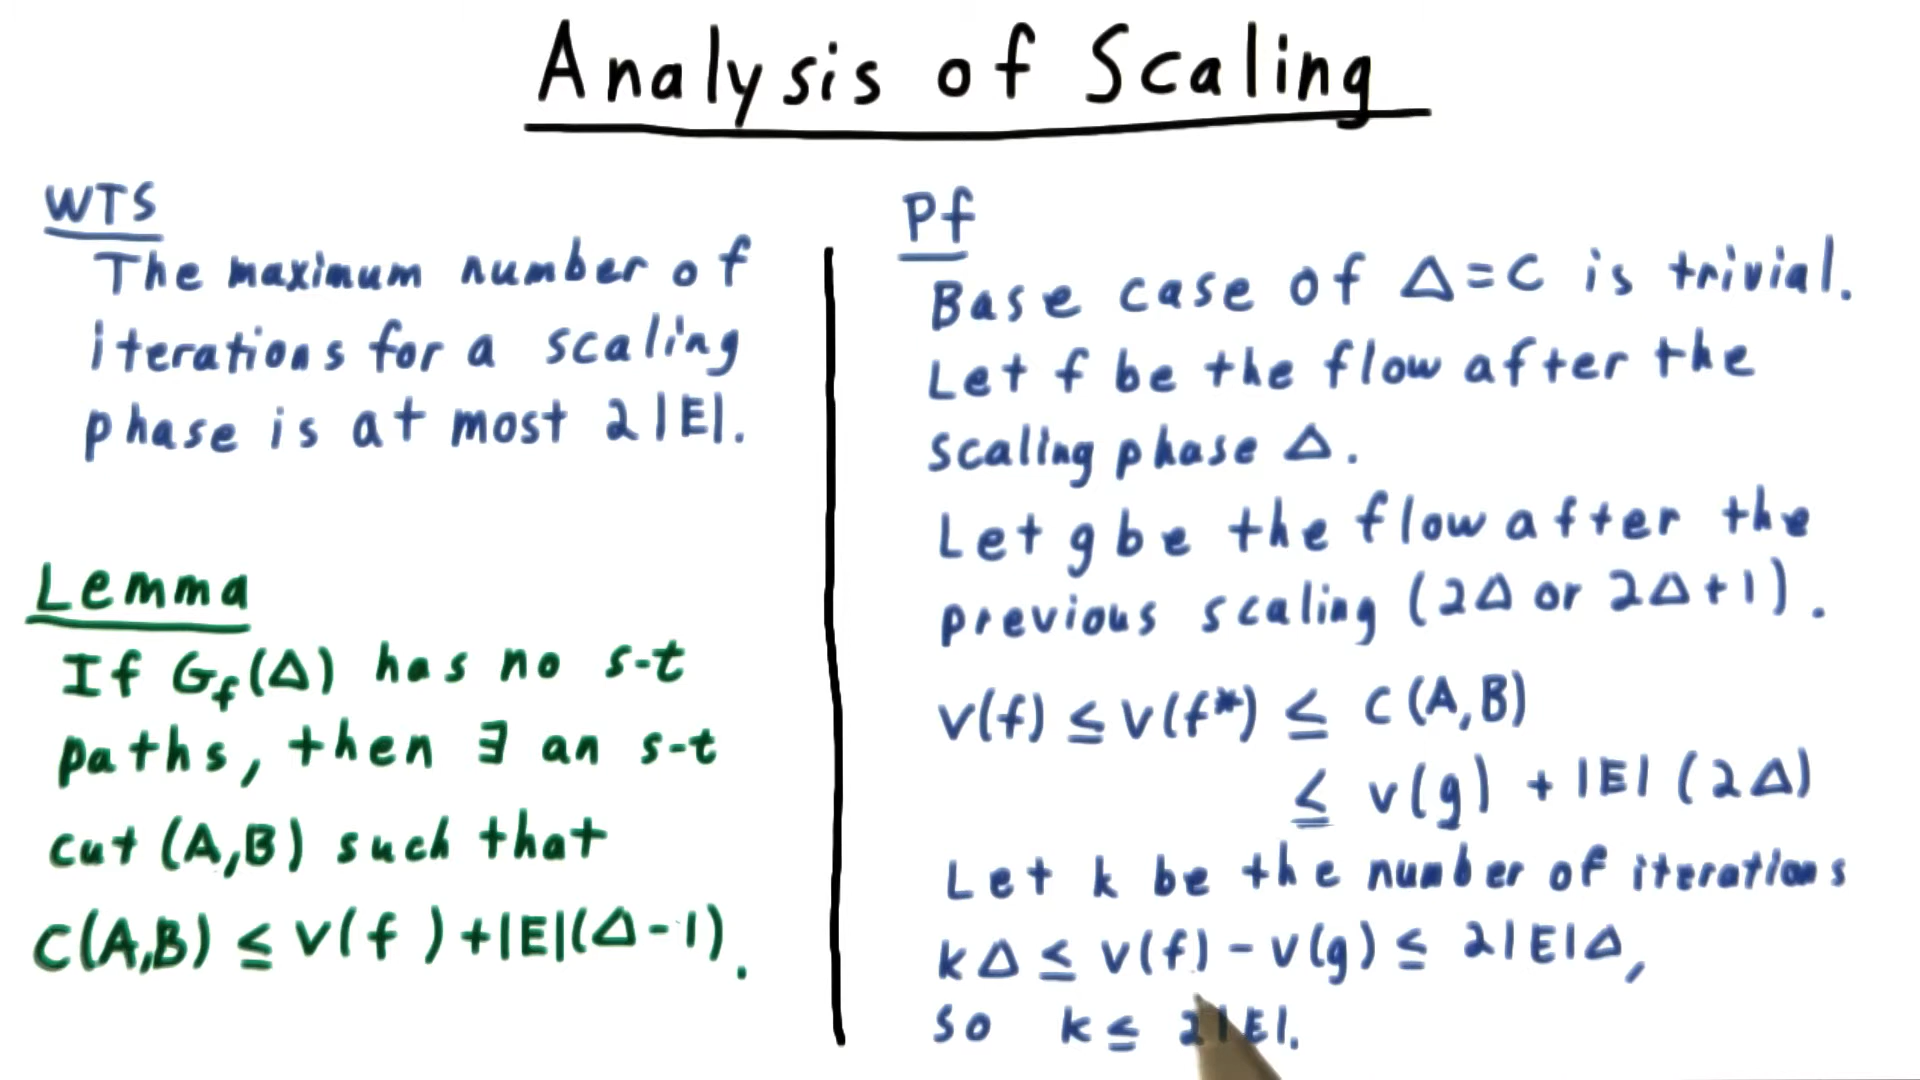 Analysis of Scaling
WTS
The maximum number of
iterations for a scaling
phase is at most 2|E|.
Lemma
If G_f(Δ) has no s-t
paths, then ∃ an s-t
cut (A,B) such that
C(A,B) ≤ v(f) + |E|(Δ-1).
Pf
Base case of Δ=C is trivial.
Let f be the flow after the
scaling phase Δ.
Let g be the flow after the
previous scaling (2Δ or 2Δ+1).
v(f) ≤ v(f*) ≤ C(A,B)
≤ v(g) + |E| (2Δ)
Let k be the number of iterations
kΔ ≤ v(f) - v(g) ≤ 2|E|Δ,
so k ≤ 2|E|.